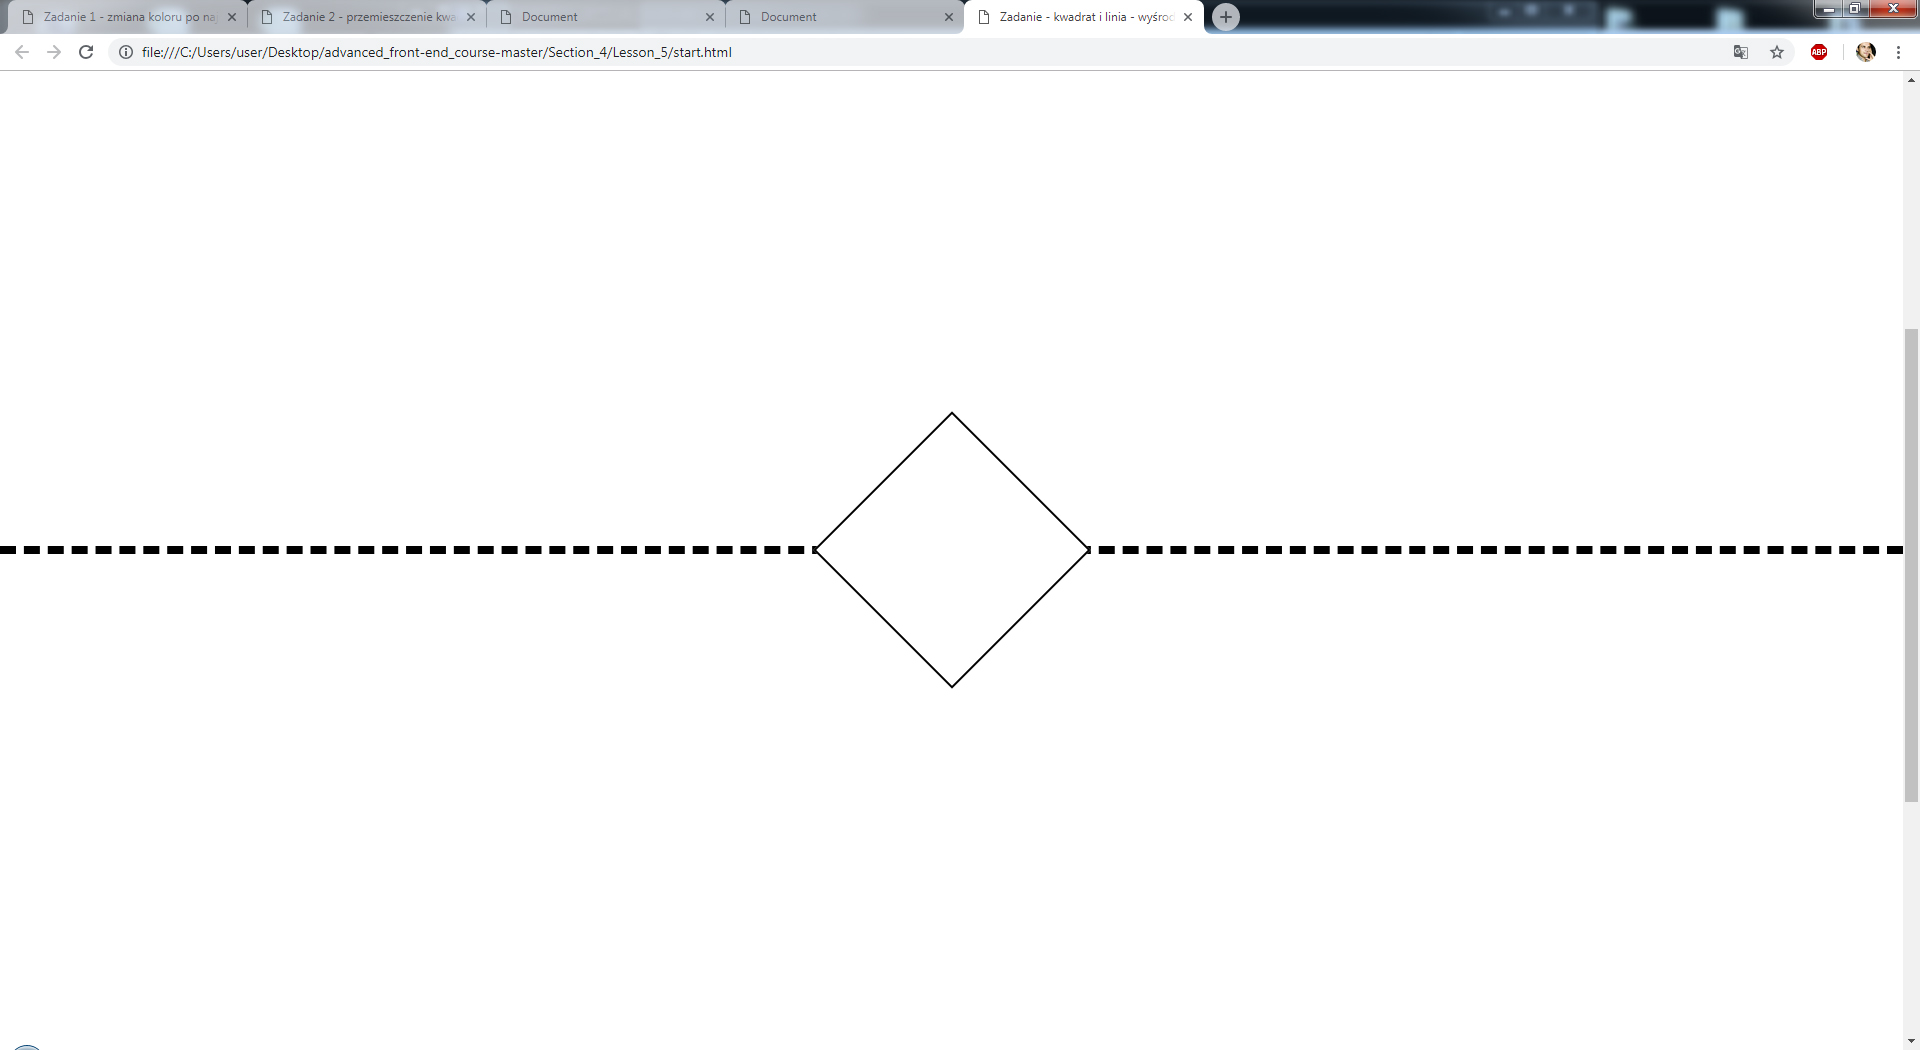 Zadanie 1 - zmiana koloru po na
Zadanie 2 - przemieszczenie kwa
Document
Document
Zadanie - kwadrat i linia - wyśroc
file:///C:/Users/user/Desktop/advanced_front-end_course-master/Section_4/Lesson_5/start.html
ABP